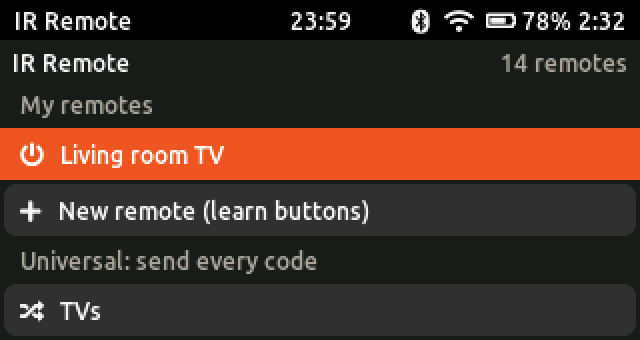 IR Remote 23:59 78% 2:32
IR Remote 14 remotes
My remotes
Living room TV
New remote (learn buttons)
Universal: send every code
TVs